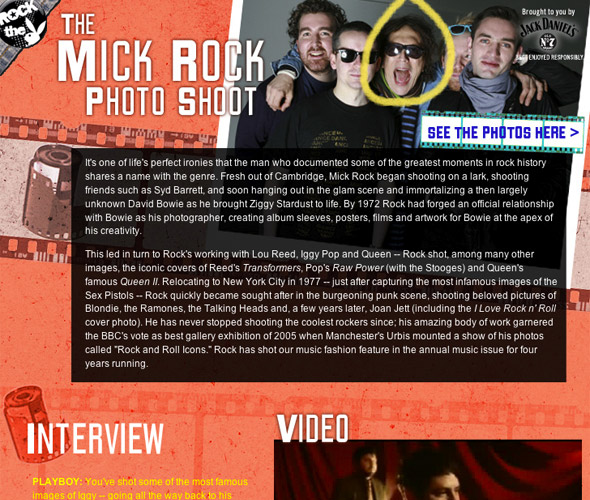 ROCK
the
THE
MICK ROCK
PHOTO SHOOT
Brought to you by
JACK DANIEL'S
No 7
ENJOYED RESPONSIBLY.
SEE THE PHOTOS HERE >
It's one of life's perfect ironies that the man who documented some of the greatest moments in rock history
shares a name with the genre. Fresh out of Cambridge, Mick Rock began shooting on a lark, shooting
friends such as Syd Barrett, and soon hanging out in the glam scene and immortalizing a then largely
unknown David Bowie as he brought Ziggy Stardust to life. By 1972 Rock had forged an official relationship
with Bowie as his photographer, creating album sleeves, posters, films and artwork for Bowie at the apex of
his creativity.
This led in turn to Rock's working with Lou Reed, Iggy Pop and Queen -- Rock shot, among many other
images, the iconic covers of Reed's Transformers, Pop's Raw Power (with the Stooges) and Queen's
famous Queen II. Relocating to New York City in 1977 -- just after capturing the most infamous images of the
Sex Pistols -- Rock quickly became sought after in the burgeoning punk scene, shooting beloved pictures of
Blondie, the Ramones, the Talking Heads and, a few years later, Joan Jett (including the I Love Rock n' Roll
cover photo). He has never stopped shooting the coolest rockers since; his amazing body of work garnered
the BBC's vote as best gallery exhibition of 2005 when Manchester's Urbis mounted a show of his photos
called "Rock and Roll Icons." Rock has shot our music fashion feature in the annual music issue for four
years running.
INTERVIEW
VIDEO
PLAYBOY: You've shot some of the most famous
images of Iggy -- going all the way back to his